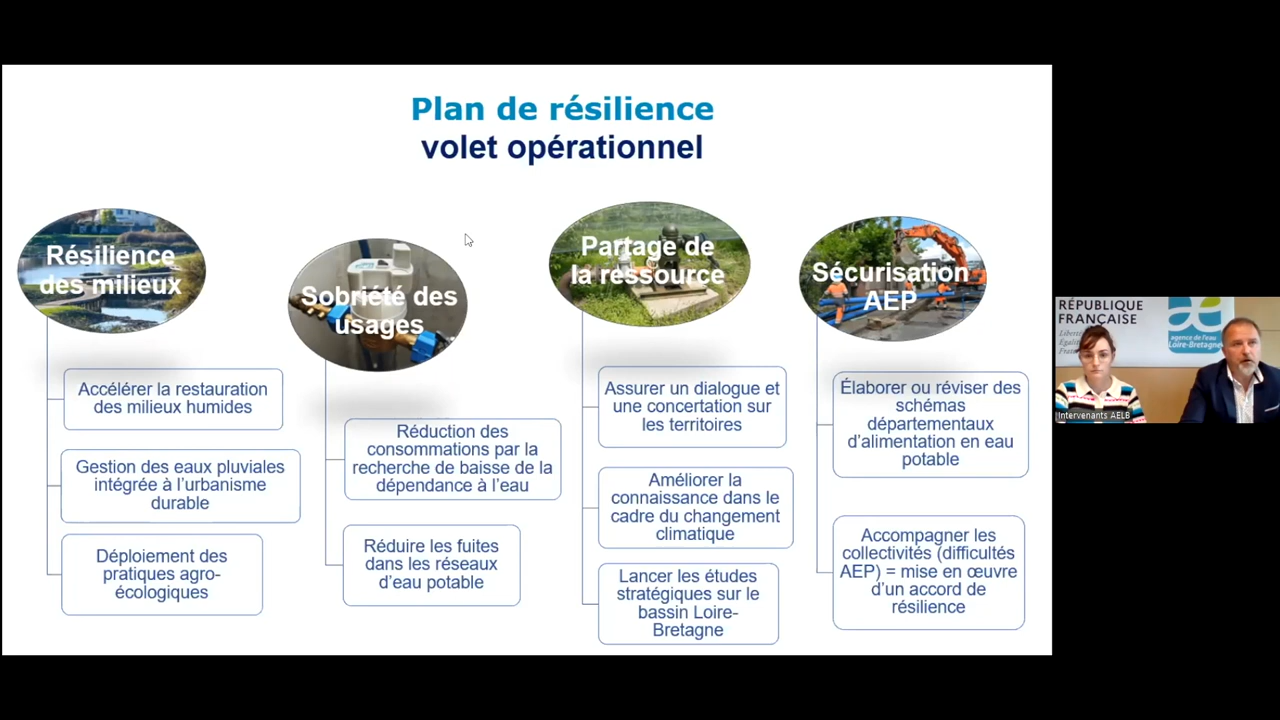 Plan de résilience
volet opérationnel
Résilience
des milieux
Accélérer la restauration
des milieux humides
Gestion des eaux pluviales
intégrée à l’urbanisme
durable
Déploiement des
pratiques agro-
écologiques
Sobriété des
usages
Réduction des
consommations par la
recherche de baisse de la
dépendance à l’eau
Réduire les fuites
dans les réseaux
d’eau potable
Partage de
la ressource
Assurer un dialogue et
une concertation sur
les territoires
Améliorer la
connaissance dans le
cadre du changement
climatique
Lancer les études
stratégiques sur le
bassin Loire-
Bretagne
Sécurisation
AEP
Élaborer ou réviser des
schémas
départementaux
d’alimentation en eau
potable
Accompagner les
collectivités (difficultés
AEP) = mise en œuvre
d’un accord de
résilience
RÉPUBLIQUE
FRANÇAISE
agence de l'eau
Loire-Bretagne
Intervenants AELB